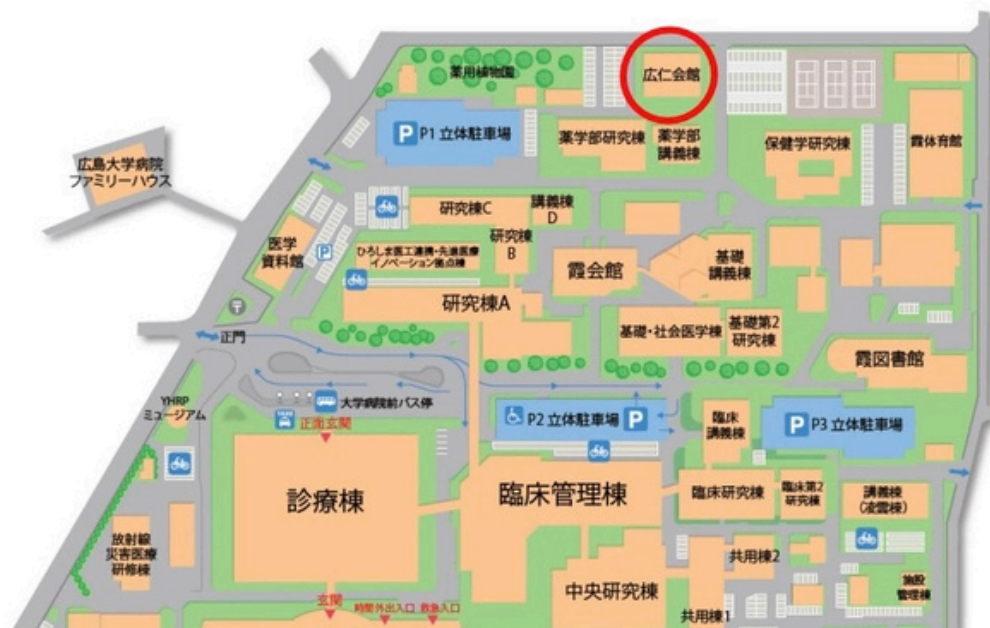 薬用植物園
広仁会館
P P1 立体駐車場
薬学部研究棟
薬学部
講義棟
保健学研究棟
霞体育館
広島大学病院
ファミリーハウス
研究棟C
講義棟
D
研究棟
B
医学
資料館
P
ひろしま医工連携・先進医療
イノベーション拠点棟
霞会館
基礎
講義棟
研究棟A
基礎・社会医学棟
基礎第2
研究棟
霞図書館
〒
正門
YHRP
ミュージアム
大学病院前バス停
TAXI
正面玄関
P2 立体駐車場 P
臨床
講義棟
P P3 立体駐車場
診療棟
臨床管理棟
臨床研究棟
臨床第2
研究棟
講義棟
(凌雲棟)
放射線
災害医療
研修棟
中央研究棟
共用棟2
施設
管理棟
玄関
時間外出入口
救急入口
共用棟1